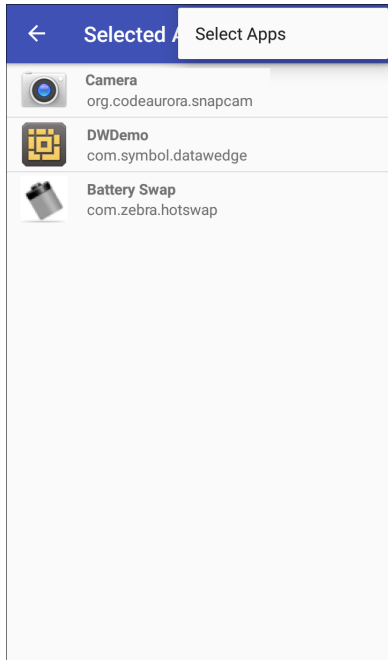 Selected A
Select Apps
Camera
org.codeaurora.snapcam
DWDemo
com.symbol.datawedge
Battery Swap
com.zebra.hotswap